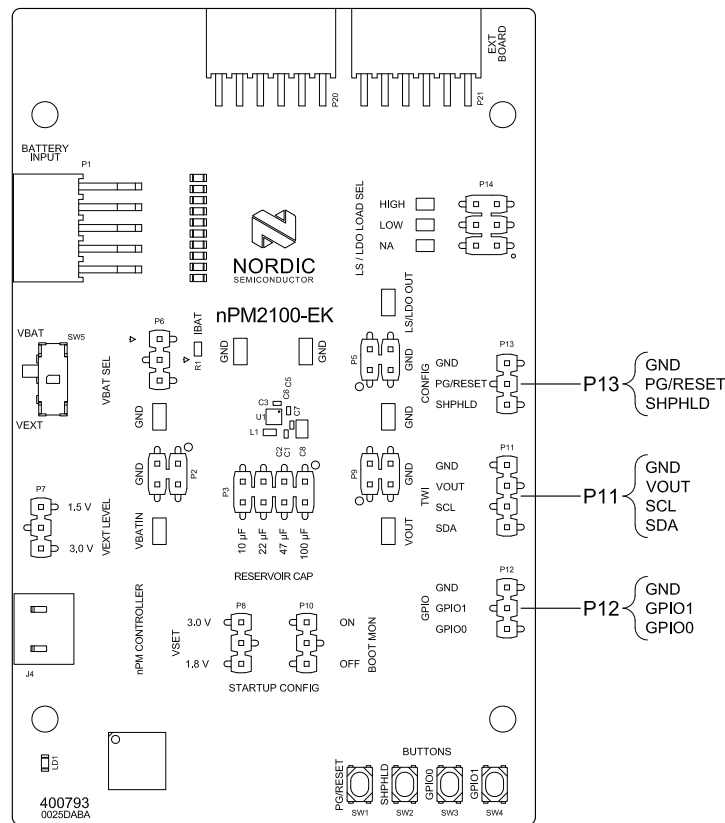 EXT
BOARD
P20
P21
BATTERY
INPUT
P1
LS / LDO LOAD SEL
HIGH
LOW
NA
P14
NORDIC
SEMICONDUCTOR
nPM2100-EK
LS/LDO OUT
VBAT
SW5
VEXT
VBAT SEL
P6
IBAT
R1
GND
GND
P5
GND
CONFIG
P13
GND
PG/RESET
SHPHLD
P13
GND
PG/RESET
SHPHLD
GND
C3
C6
C5
U1
C7
L1
C2
C1
C8
GND
P7
1.5 V
3,0 V
VEXT LEVEL
GND
P2
VBATIN
P3
10 µF
22 µF
47 µF
100 µF
RESERVOIR CAP
P9
GND
VOUT
TWI
P11
GND
VOUT
SCL
SDA
P11
GND
VOUT
SCL
SDA
GPIO
P12
GND
GPIO1
GPIO0
P12
GND
GPIO1
GPIO0
J4
nPM CONTROLLER
VSET
P8
3.0 V
1.8 V
P10
ON
OFF
BOOT MON
STARTUP CONFIG
LD1
400793
0025DABA
BUTTONS
PG/RESET
SW1
SHPHLD
SW2
GPIO0
SW3
GPIO1
SW4